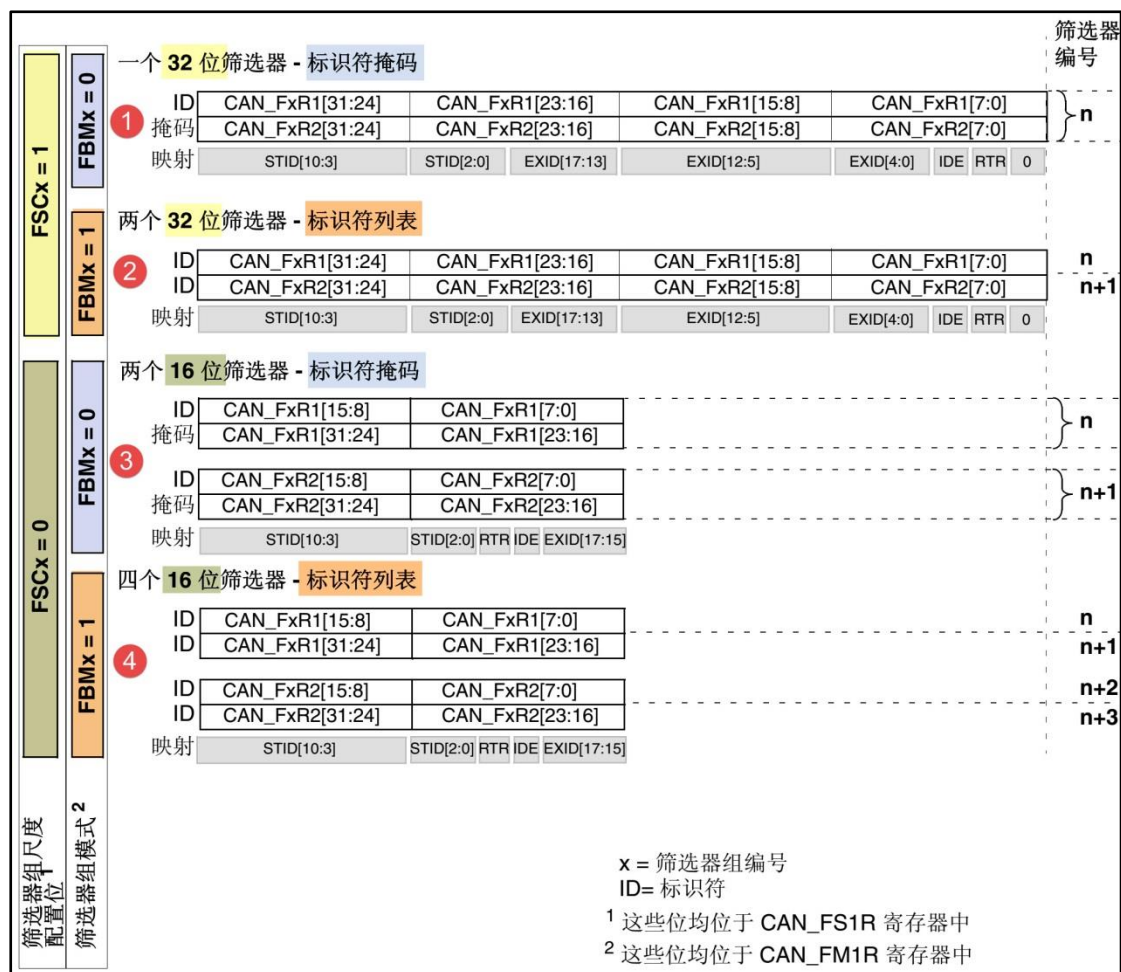 筛选器
编号
一个 32 位筛选器 - 标识符掩码
FSCx = 1
FBMx = 0
1
ID CAN_FxR1[31:24] CAN_FxR1[23:16] CAN_FxR1[15:8] CAN_FxR1[7:0] n
掩码 CAN_FxR2[31:24] CAN_FxR2[23:16] CAN_FxR2[15:8] CAN_FxR2[7:0]
映射 STID[10:3] STID[2:0] EXID[17:13] EXID[12:5] EXID[4:0] IDE RTR 0
两个 32 位筛选器 - 标识符列表
FBMx = 1
2
ID CAN_FxR1[31:24] CAN_FxR1[23:16] CAN_FxR1[15:8] CAN_FxR1[7:0] n
ID CAN_FxR2[31:24] CAN_FxR2[23:16] CAN_FxR2[15:8] CAN_FxR2[7:0] n+1
映射 STID[10:3] STID[2:0] EXID[17:13] EXID[12:5] EXID[4:0] IDE RTR 0
两个 16 位筛选器 - 标识符掩码
FSCx = 0
FBMx = 0
3
ID CAN_FxR1[15:8] CAN_FxR1[7:0] n
掩码 CAN_FxR1[31:24] CAN_FxR1[23:16]
ID CAN_FxR2[15:8] CAN_FxR2[7:0] n+1
掩码 CAN_FxR2[31:24] CAN_FxR2[23:16]
映射 STID[10:3] STID[2:0] RTR IDE EXID[17:15]
四个 16 位筛选器 - 标识符列表
FBMx = 1
4
ID CAN_FxR1[15:8] CAN_FxR1[7:0] n
ID CAN_FxR1[31:24] CAN_FxR1[23:16] n+1
ID CAN_FxR2[15:8] CAN_FxR2[7:0] n+2
ID CAN_FxR2[31:24] CAN_FxR2[23:16] n+3
映射 STID[10:3] STID[2:0] RTR IDE EXID[17:15]
筛选器组尺度
配置位 1
筛选器组模式 2
x = 筛选器组编号
ID= 标识符
1 这些位均位于 CAN_FS1R 寄存器中
2 这些位均位于 CAN_FM1R 寄存器中